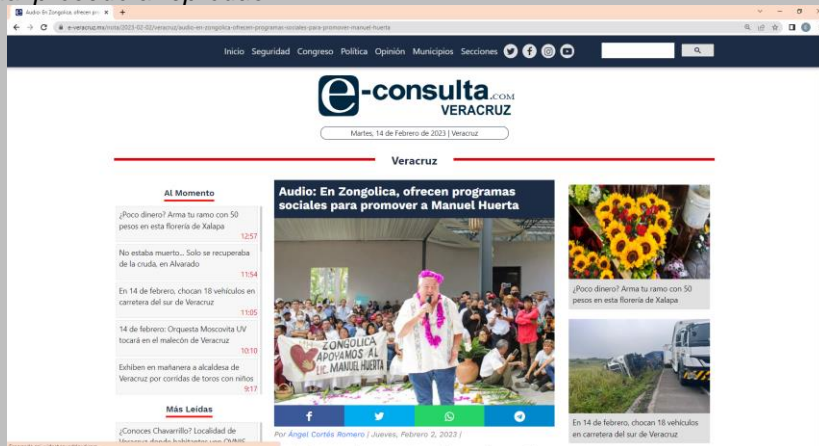 Audio: En Zongolica, ofrecen pro
e-veracruz.mx/nota/2023-02-02/veracruz/audio-en-zongolica-ofrecen-programas-sociales-para-promover-manuel-huerta
Inicio Seguridad Congreso Política Opinión Municipios Secciones
e-consulta.COM
VERACRUZ
Martes, 14 de Febrero de 2023 | Veracruz
Veracruz
Al Momento
¿Poco dinero? Arma tu ramo con 50
pesos en esta florería de Xalapa
12:57
No estaba muerto... Solo se recuperaba
de la cruda, en Alvarado
11:54
En 14 de febrero, chocan 18 vehículos en
carretera del sur de Veracruz
11:05
14 de febrero: Orquesta Moscovita UV
tocará en el malecón de Veracruz
10:10
Exhiben en mañanera a alcaldesa de
Veracruz por corridas de toros con niños
9:17
Más Leídas
¿Conoces Chavarrillo? Localidad de
Audio: En Zongolica, ofrecen programas
sociales para promover a Manuel Huerta
ZONGOLICA
APOYAMOS AL
LIC. MANUEL HUERTA
Por Ángel Cortés Romero | Jueves, Febrero 2, 2023 |
¿Poco dinero? Arma tu ramo con 50
pesos en esta florería de Xalapa
En 14 de febrero, chocan 18 vehículos
en carretera del sur de Veracruz